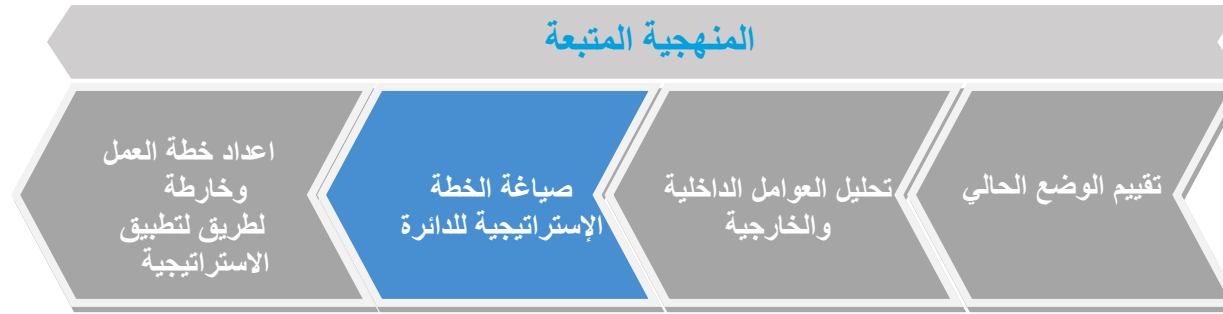 المنهجية المتبعة
تقييم الوضع الحالي
تحليل العوامل الداخلية
والخارجية
صياغة الخطة
الإستراتيجية للدائرة
اعداد خطة العمل
وخارطة
لطريق لتطبيق
الاستراتيجية